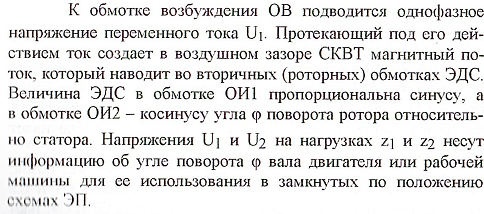 К обмотке возбуждения ОВ подводится однофазное
напряжение переменного тока U1. Протекающий под его дей-
ствием ток создает в воздушном зазоре СКВТ магнитный по-
ток, который наводит во вторичных (роторных) обмотках ЭДС.
Величина ЭДС в обмотке ОИ1 пропорциональна синусу, а
в обмотке ОИ2 – косинусу угла φ поворота ротора относитель-
но статора. Напряжения U1 и U2 на нагрузках z1 и z2 несут
информацию об угле поворота φ вала двигателя или рабочей
машины для ее использования в замкнутых по положению
схемах ЭП.